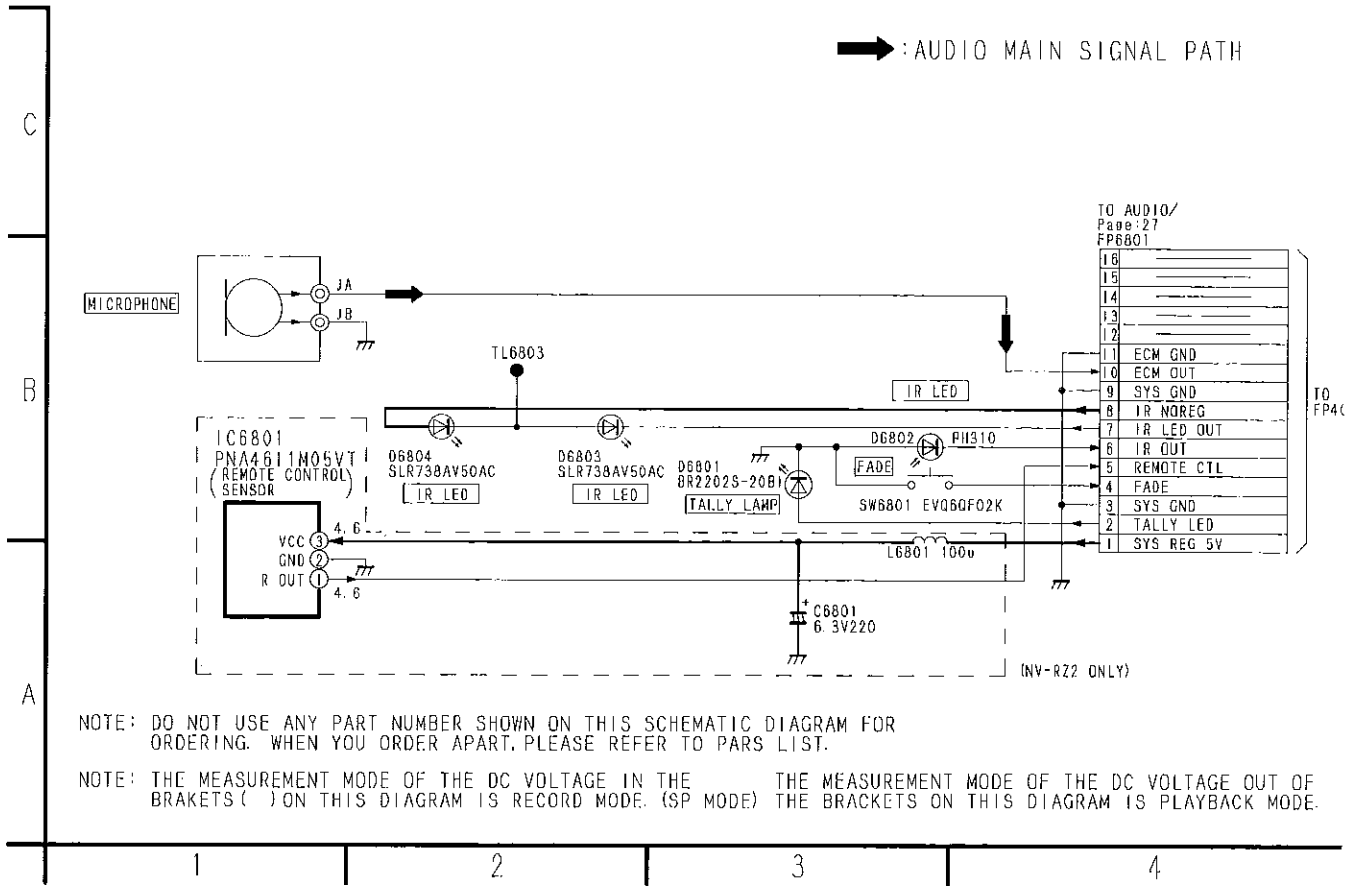 : AUDIO MAIN SIGNAL PATH
C
TO AUDIO/
Page:27
FP6801
16
15
14
13
12
11 ECM GND
10 ECM OUT
9 SYS GND
8 IR NOREG
7 IR LED OUT
6 IR OUT
5 REMOTE CTL
4 FADE
3 SYS GND
2 TALLY LED
1 SYS REG 5V
TO
MICROPHONE
JA
JB
TL6803
B
IR LED
IC6801
PNA4611M05VT
(REMOTE CONTROL)
SENSOR
D6804
SLR738AV50AC
IR LED
D6803
SLR738AV50AC
IR LED
D6801
TALLY LAMP
D6802 PH310
FADE
SW6801 EVQ6QF02K
4.6
VCC 3
GND 2
R OUT 1
4.6
L6801 100u
+
C6801
6.3V220
(NV-RZ2 ONLY)
A
NOTE: DO NOT USE ANY PART NUMBER SHOWN ON THIS SCHEMATIC DIAGRAM FOR
ORDERING. WHEN YOU ORDER APART, PLEASE REFER TO PARS LIST.
NOTE: THE MEASUREMENT MODE OF THE DC VOLTAGE IN THE
BRAKETS ( ) ON THIS DIAGRAM IS RECORD MODE. (SP MODE)
THE MEASUREMENT MODE OF THE DC VOLTAGE OUT OF
THE BRACKETS ON THIS DIAGRAM IS PLAYBACK MODE.
1
2
3
4